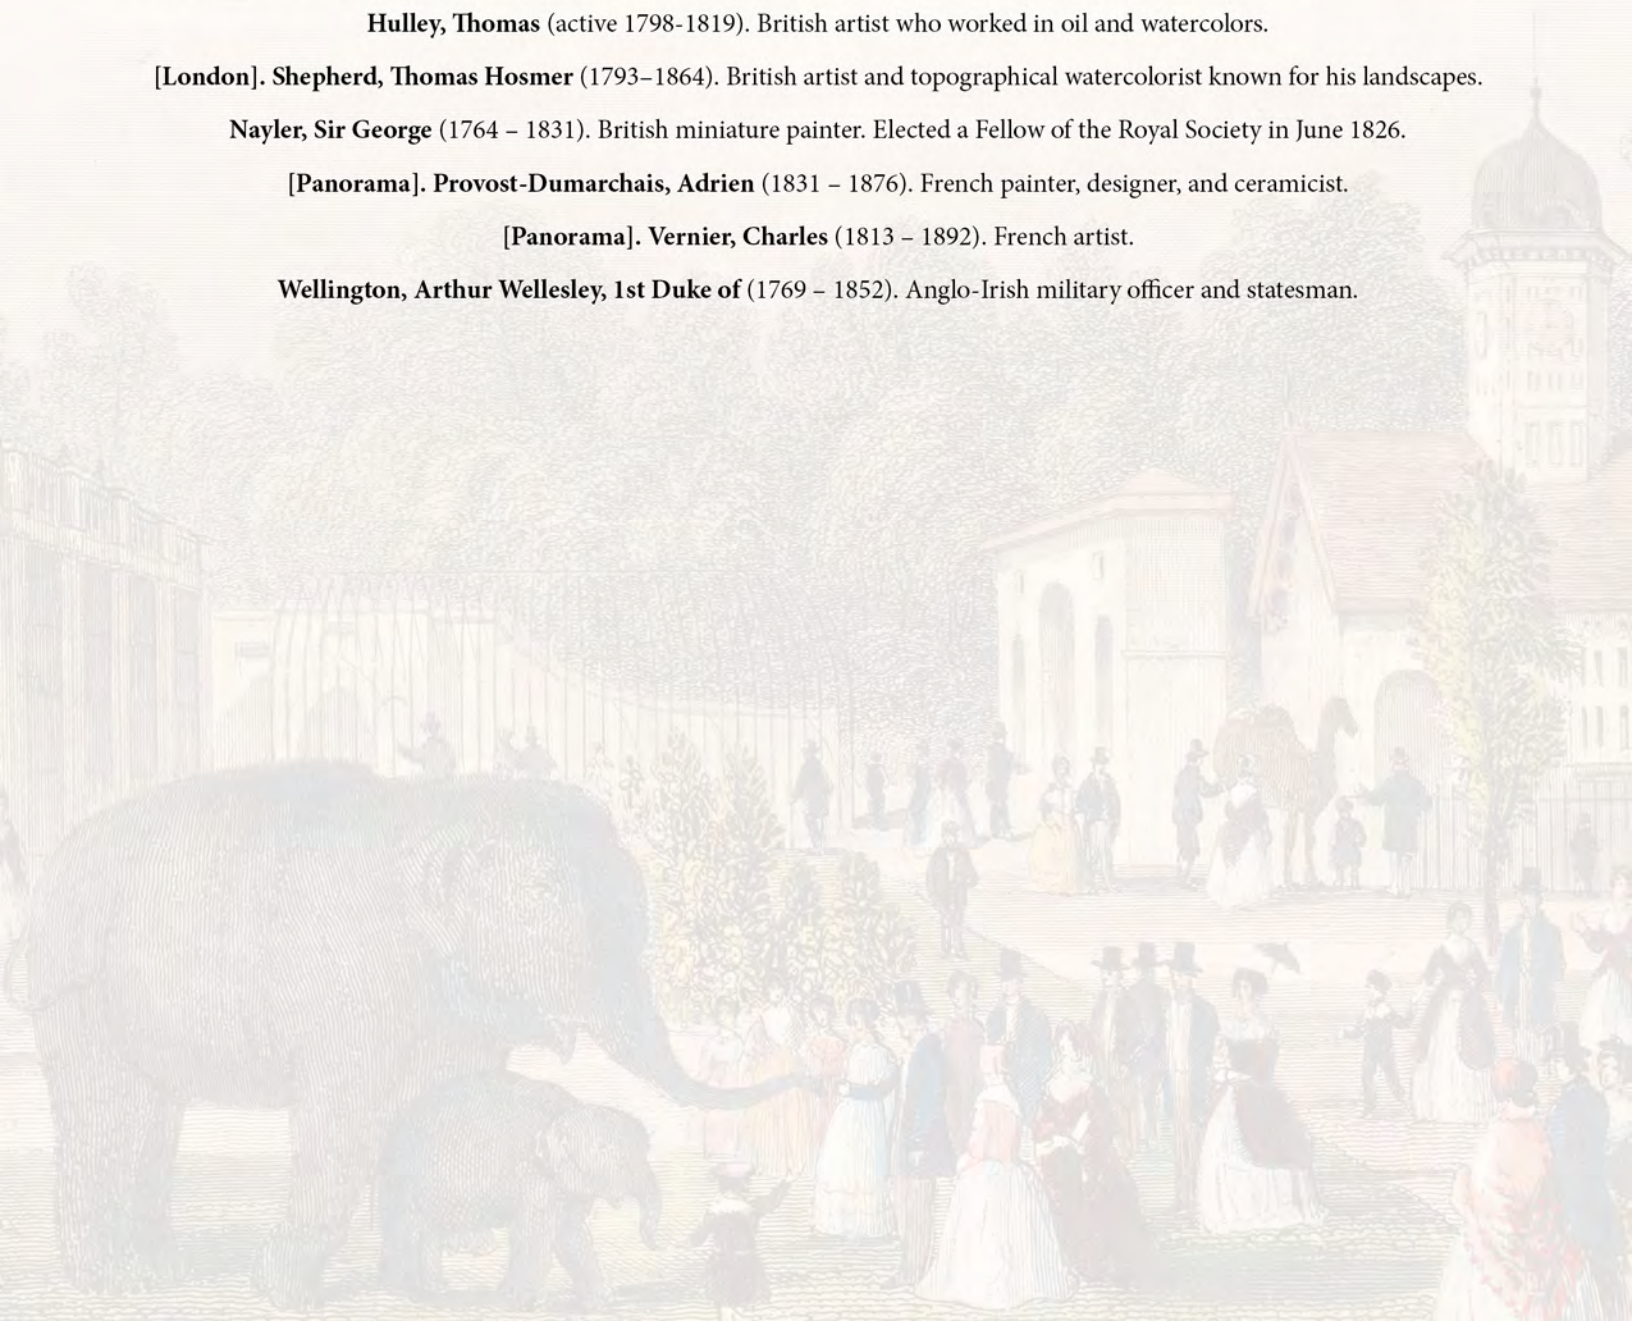 Hulley, Thomas (active 1798-1819). British artist who worked in oil and watercolors.
[London]. Shepherd, Thomas Hosmer (1793–1864). British artist and topographical watercolorist known for his landscapes.
Nayler, Sir George (1764 – 1831). British miniature painter. Elected a Fellow of the Royal Society in June 1826.
[Panorama]. Provost-Dumarchais, Adrien (1831 – 1876). French painter, designer, and ceramicist.
[Panorama]. Vernier, Charles (1813 – 1892). French artist.
Wellington, Arthur Wellesley, 1st Duke of (1769 – 1852). Anglo-Irish military officer and statesman.